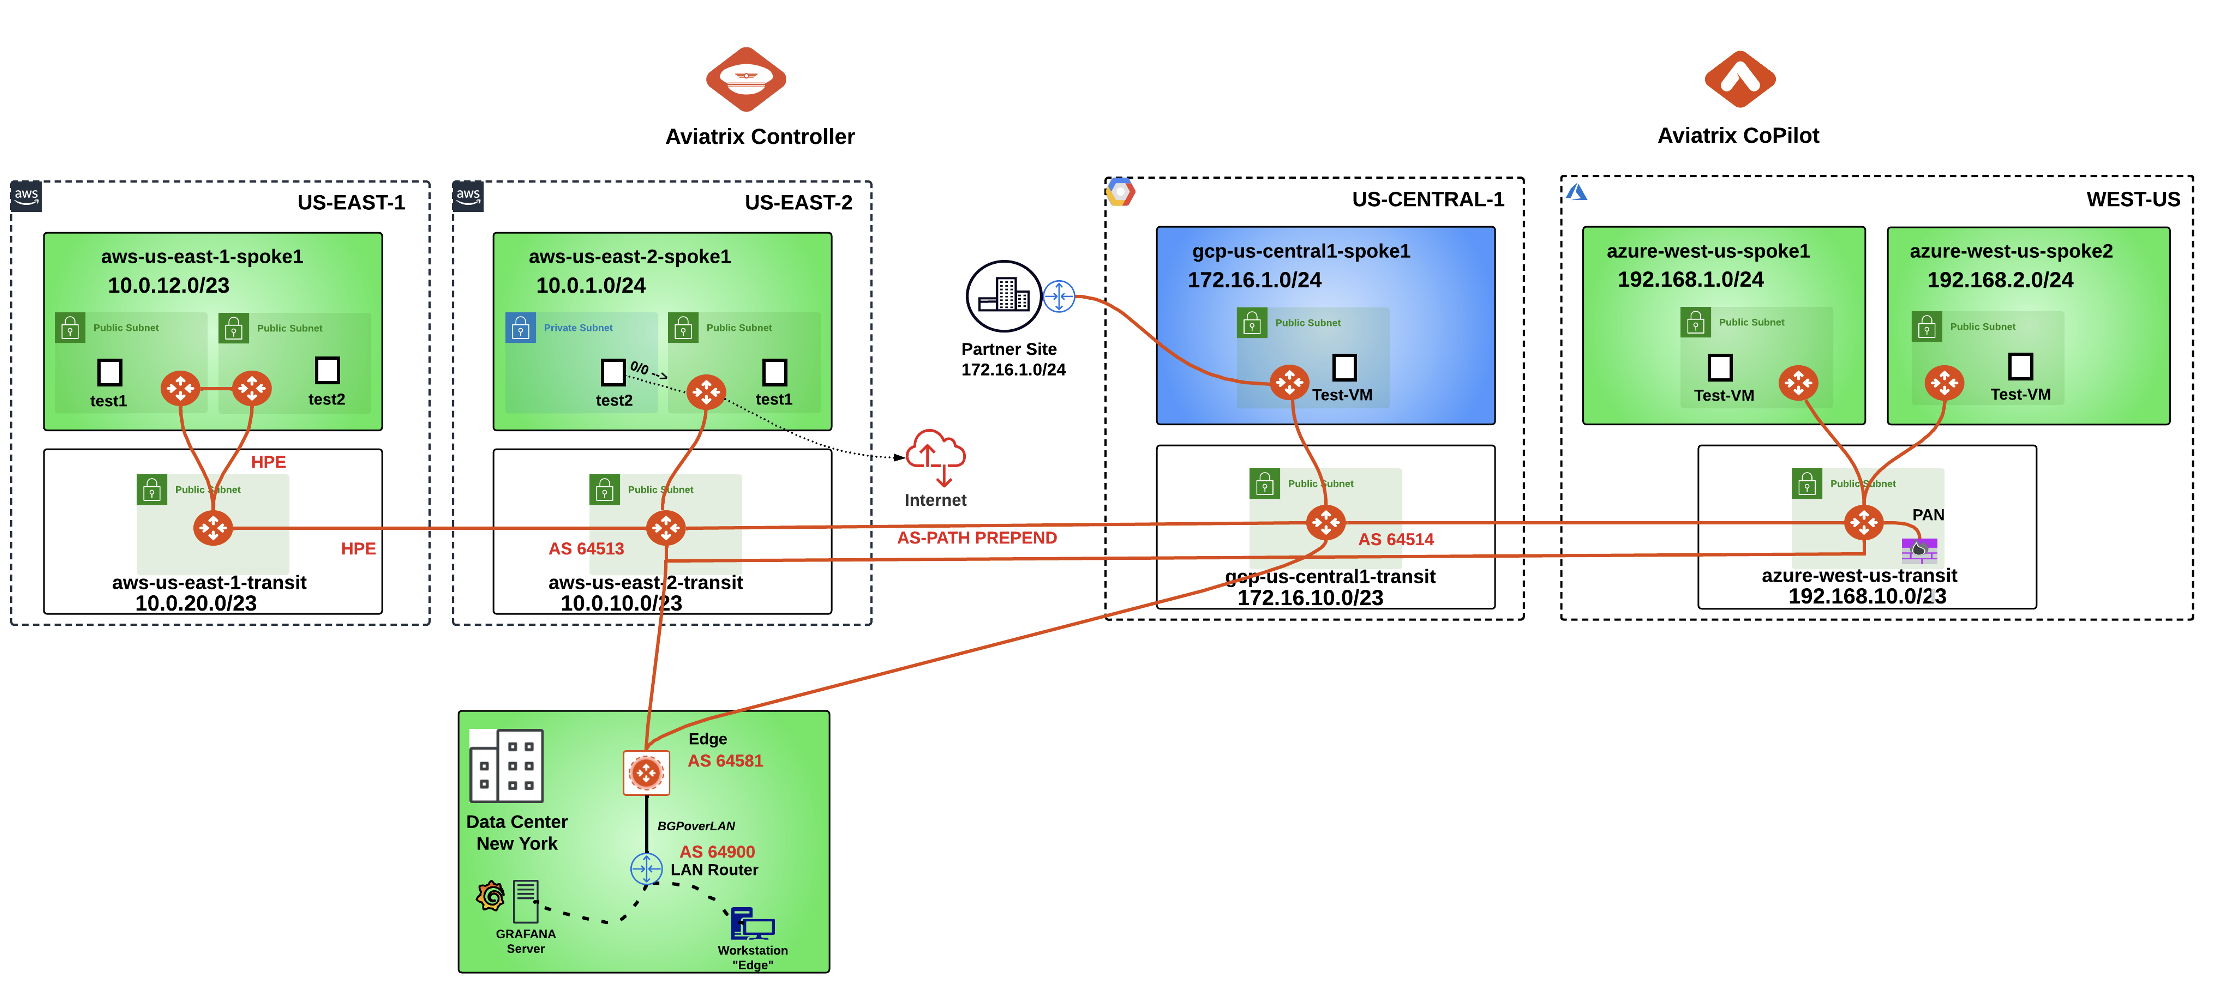 Aviatrix Controller
Aviatrix CoPilot
aws
US-EAST-1
aws-us-east-1-spoke1
10.0.12.0/23
Public Subnet
Public Subnet
test1
test2
HPE
Public Subnet
HPE
aws-us-east-1-transit
10.0.20.0/23
aws
US-EAST-2
aws-us-east-2-spoke1
10.0.1.0/24
Private Subnet
Public Subnet
0/0 -->
test2
test1
Public Subnet
AS 64513
aws-us-east-2-transit
10.0.10.0/23
Internet
AS-PATH PREPEND
Partner Site
172.16.1.0/24
US-CENTRAL-1
gcp-us-central1-spoke1
172.16.1.0/24
Public Subnet
Test-VM
Public Subnet
AS 64514
gcp-us-central1-transit
172.16.10.0/23
WEST-US
azure-west-us-spoke1
192.168.1.0/24
Public Subnet
Test-VM
azure-west-us-spoke2
192.168.2.0/24
Public Subnet
Test-VM
Public Subnet
PAN
azure-west-us-transit
192.168.10.0/23
Edge
AS 64581
Data Center
New York
BGPoverLAN
AS 64900
LAN Router
GRAFANA
Server
Workstation
"Edge"